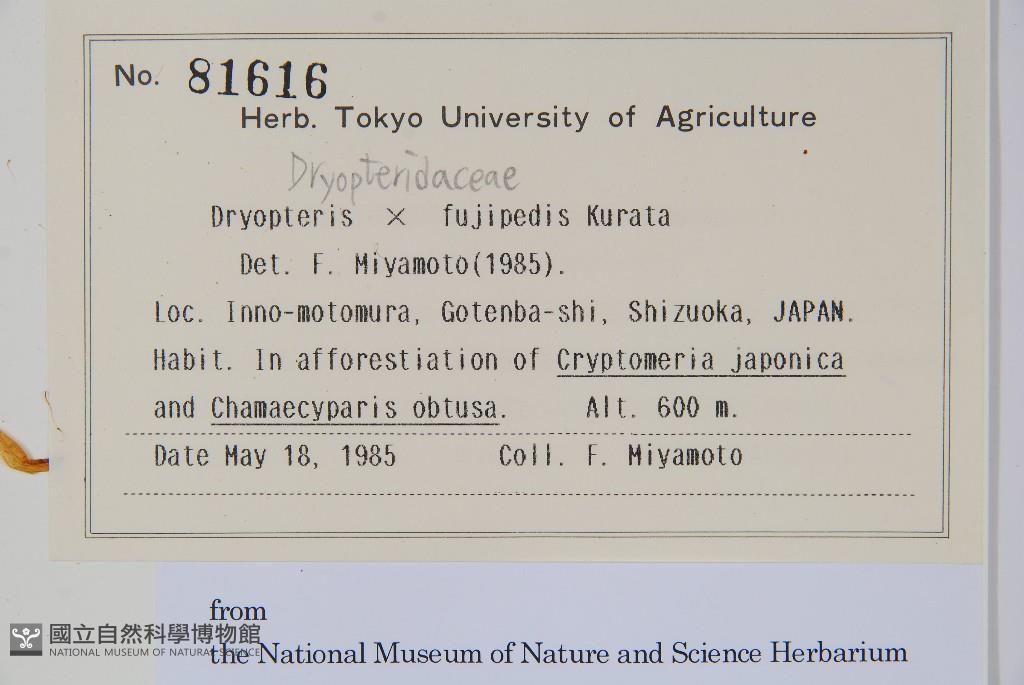 No. 81616
Herb. Tokyo University of Agriculture
Dryopteridaceae
Dryopteris × fujipedis Kurata
Det. F. Miyamoto(1985).
Loc. Inno-motomura, Gotenba-shi, Shizuoka, JAPAN.
Habit. In afforestiation of Cryptomeria japonica
and Chamaecyparis obtusa. Alt. 600 m.
Date May 18, 1985 Coll. F. Miyamoto
from
the National Museum of Nature and Science Herbarium
國立自然科學博物館
NATIONAL MUSEUM OF NATURAL SCIENCE